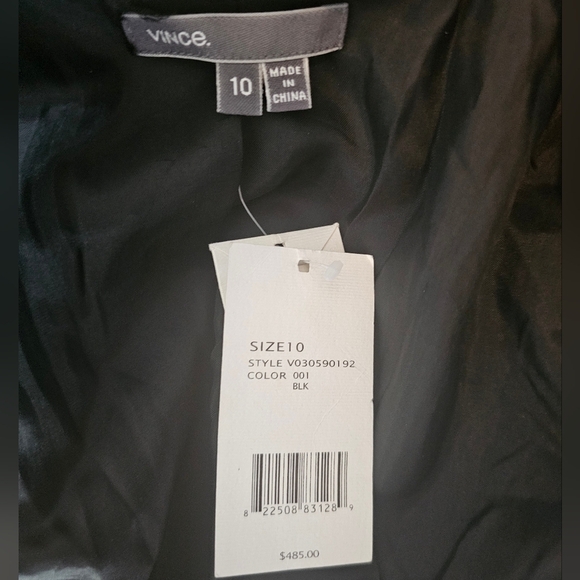 VINCE.
10
MADE
IN
CHINA
SIZE10
STYLE V030590192
COLOR 001
BLK
8 22508 83128 9
$485.00